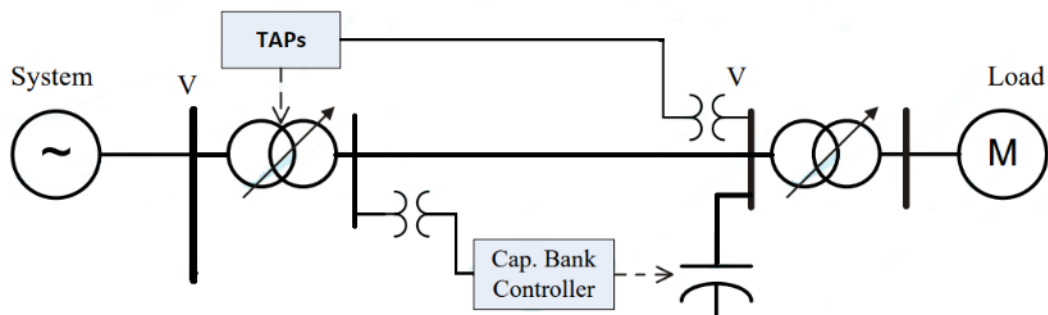 TAPs
System
V
V
Load
~
M
Cap. Bank
Controller